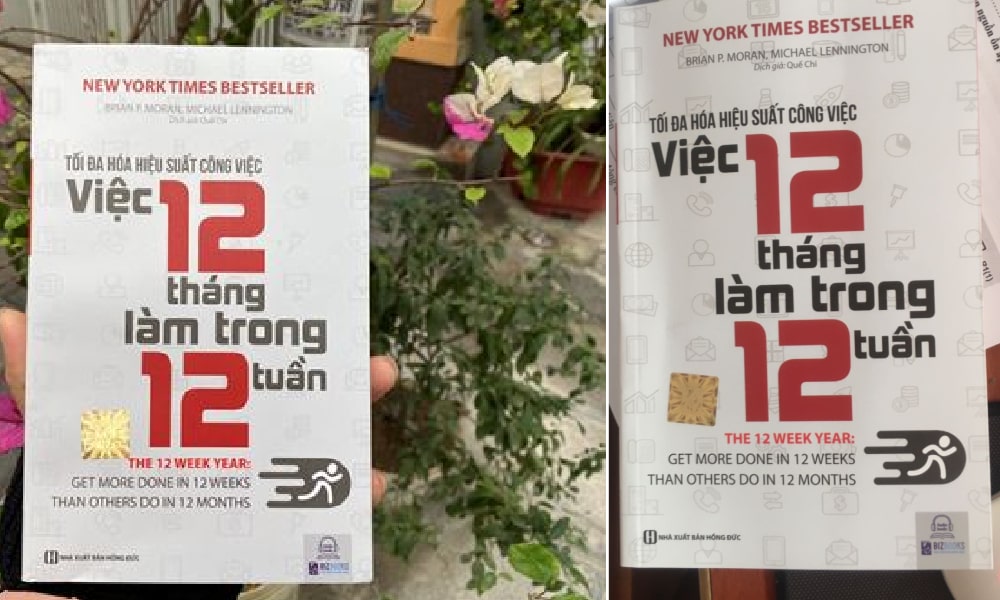 NEW YORK TIMES BESTSELLER
BRIAN P. MORAN, MICHAEL LENNINGTON
Dịch giả: Quế Chi
TỐI ĐA HÓA HIỆU SUẤT CÔNG VIỆC
Việc 12
tháng
làm trong
12 tuần
THE 12 WEEK YEAR:
GET MORE DONE IN 12 WEEKS
THAN OTHERS DO IN 12 MONTHS
NHÀ XUẤT BẢN HỒNG ĐỨC
BIZBOOKS
NEW YORK TIMES BESTSELLER
BRIAN P. MORAN, MICHAEL LENNINGTON
Dịch giả: Quế Chi
TỐI ĐA HÓA HIỆU SUẤT CÔNG VIỆC
Việc 12
tháng
làm trong
12 tuần
THE 12 WEEK YEAR:
GET MORE DONE IN 12 WEEKS
THAN OTHERS DO IN 12 MONTHS
NHÀ XUẤT BẢN HỒNG ĐỨC
BIZBOOKS